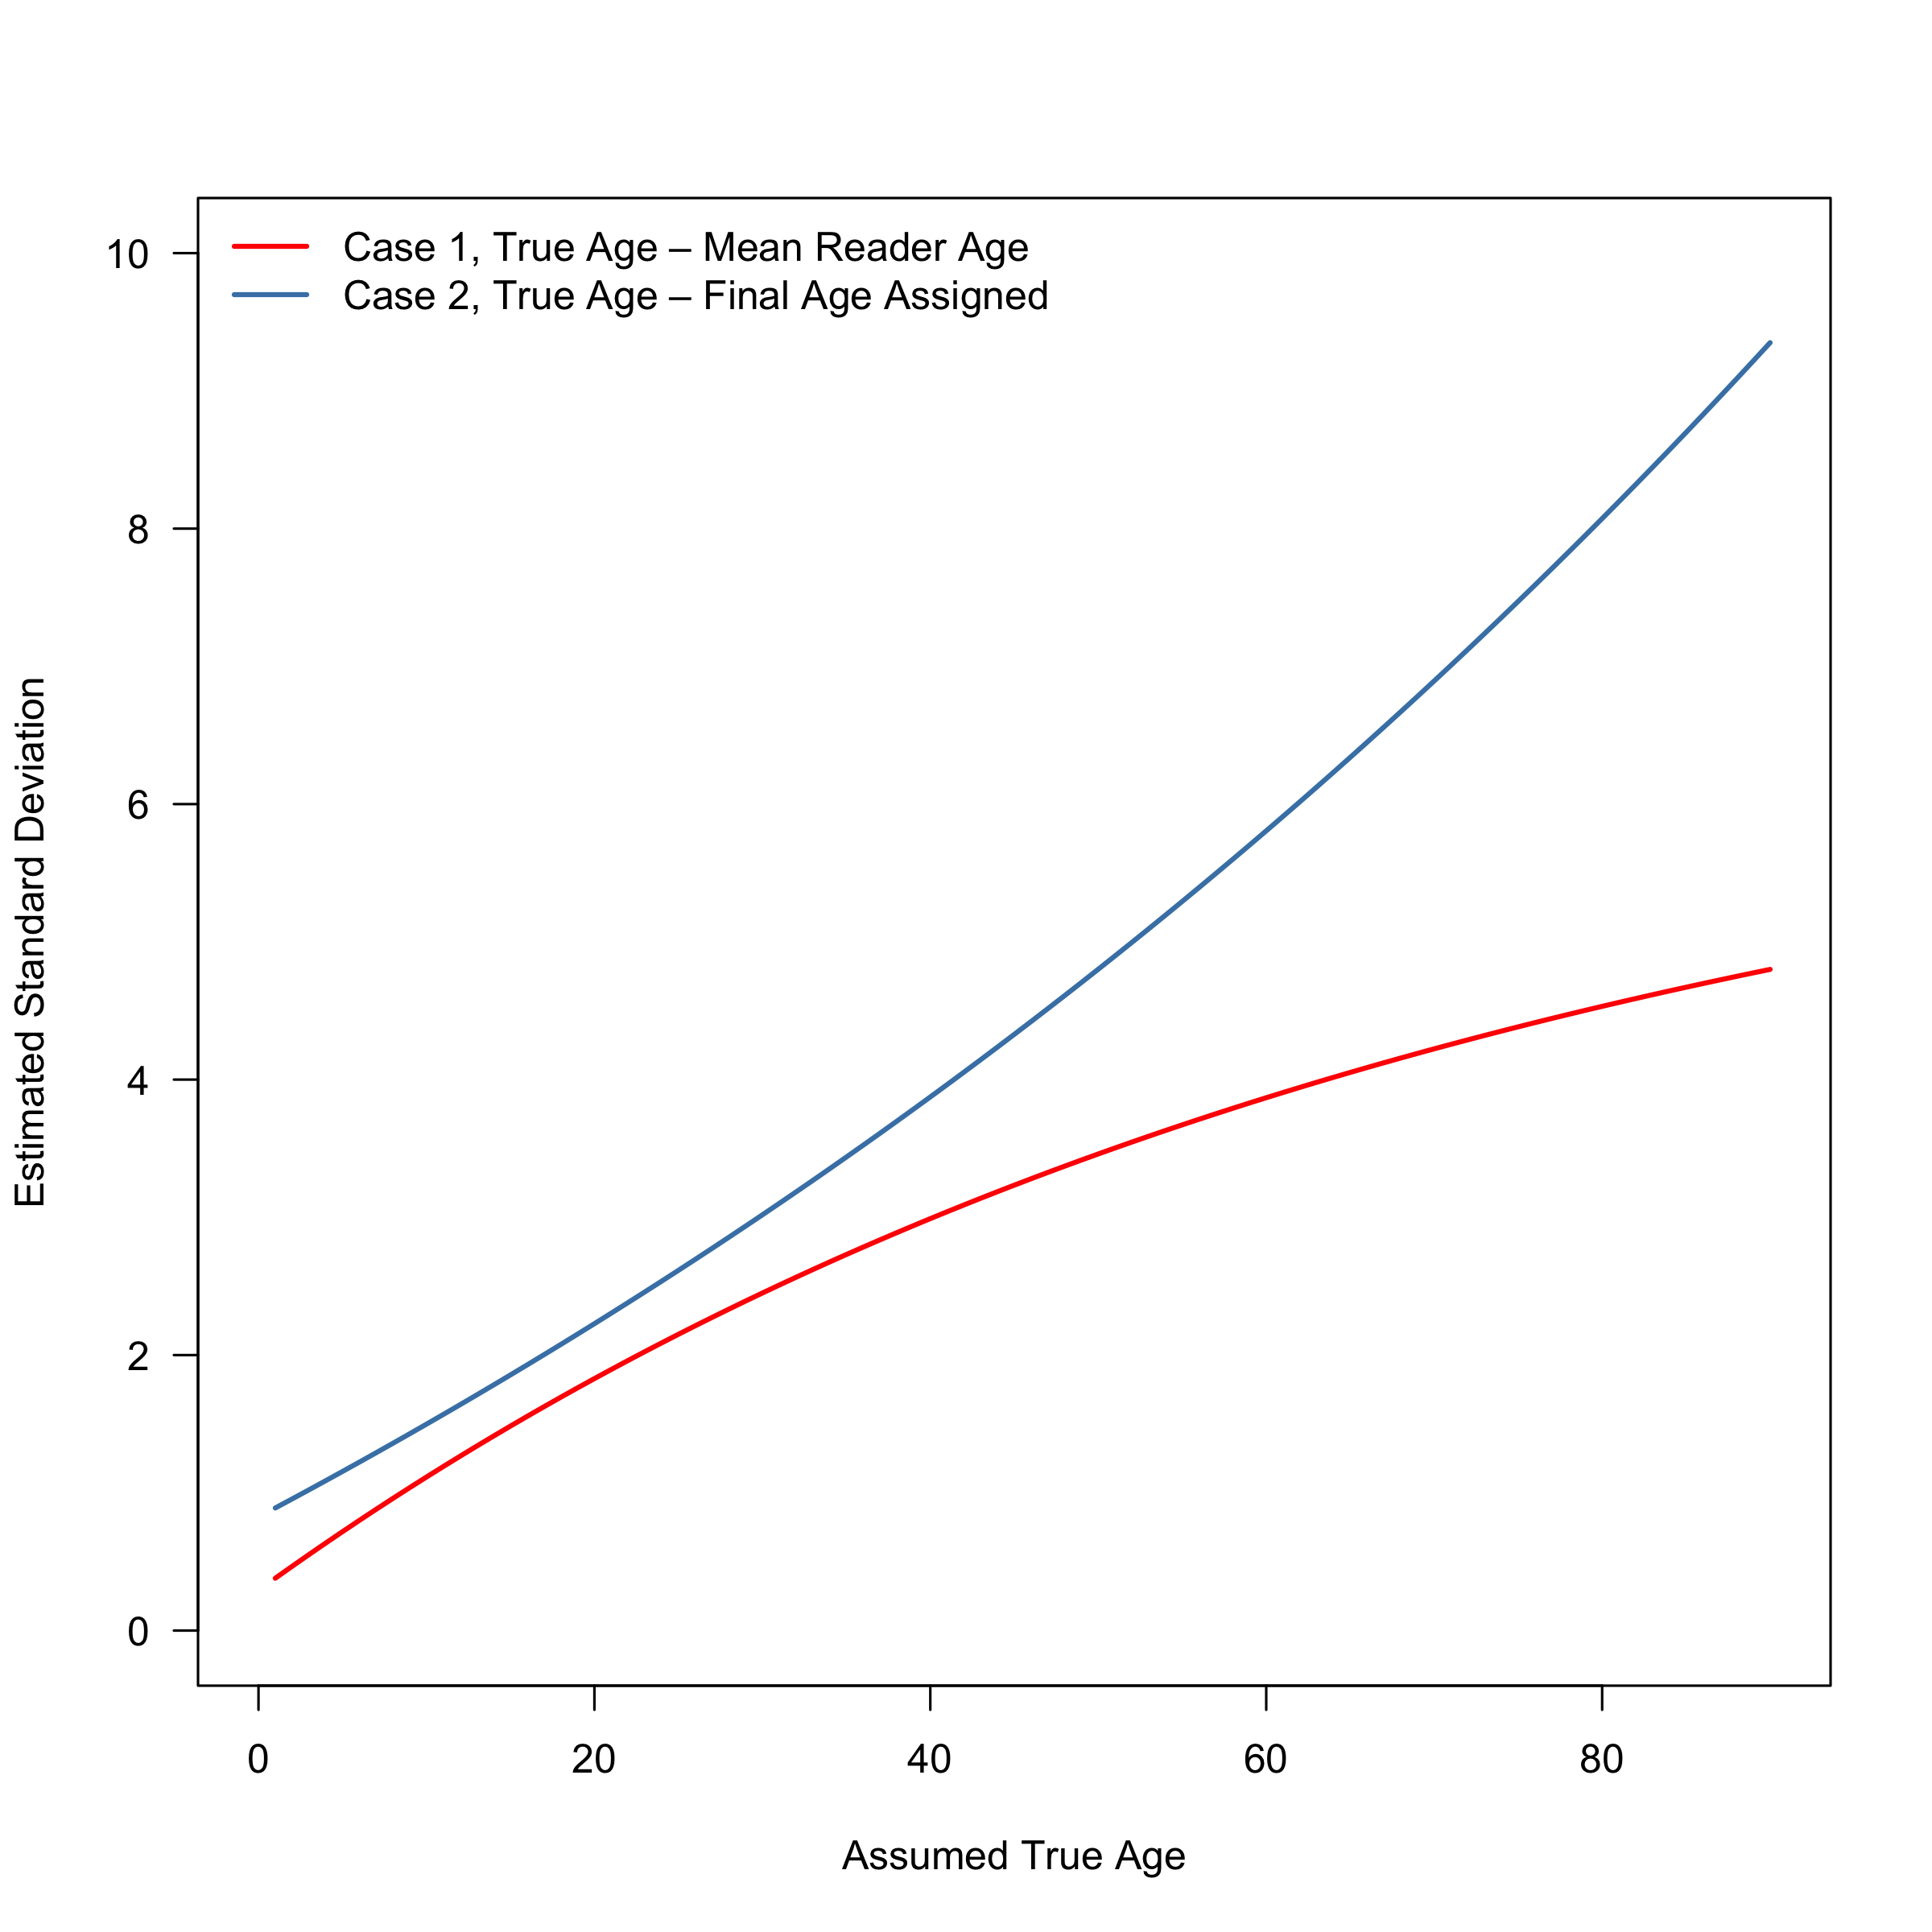 Case 1, True Age – Mean Reader Age
Case 2, True Age – Final Age Assigned
10
8
6
4
2
0
Estimated Standard Deviation
0 20 40 60 80
Assumed True Age